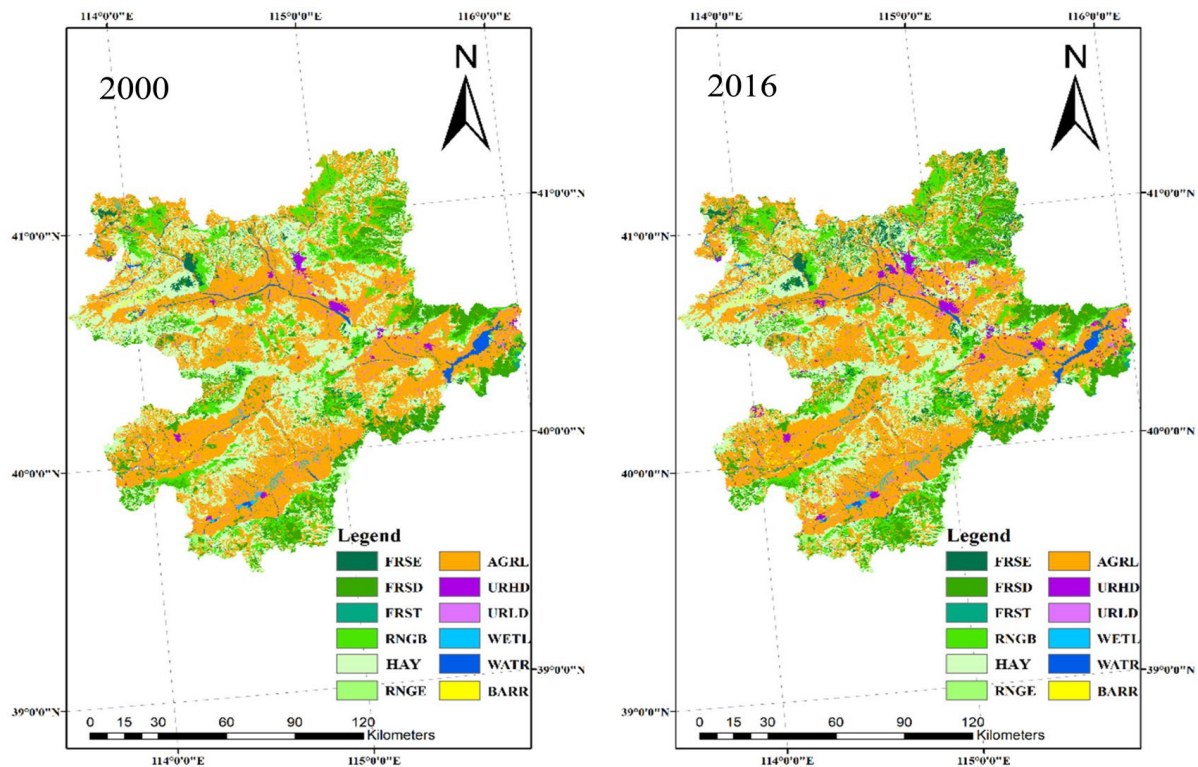 114°0'0"E 115°0'0"E 116°0'0"E
2000
N
41°0'0"N
41°0'0"N
40°0'0"N
40°0'0"N
39°0'0"N
39°0'0"N
Legend
FRSE AGRL
FRSD URHD
FRST URLD
RNGB WETL
HAY WATR
RNGE BARR
0 15 30 60 90 120
Kilometers
114°0'0"E 115°0'0"E
114°0'0"E 115°0'0"E 116°0'0"E
2016
N
41°0'0"N
41°0'0"N
40°0'0"N
40°0'0"N
39°0'0"N
39°0'0"N
Legend
FRSE AGRL
FRSD URHD
FRST URLD
RNGB WETL
HAY WATR
RNGE BARR
0 15 30 60 90 120
Kilometers
114°0'0"E 115°0'0"E